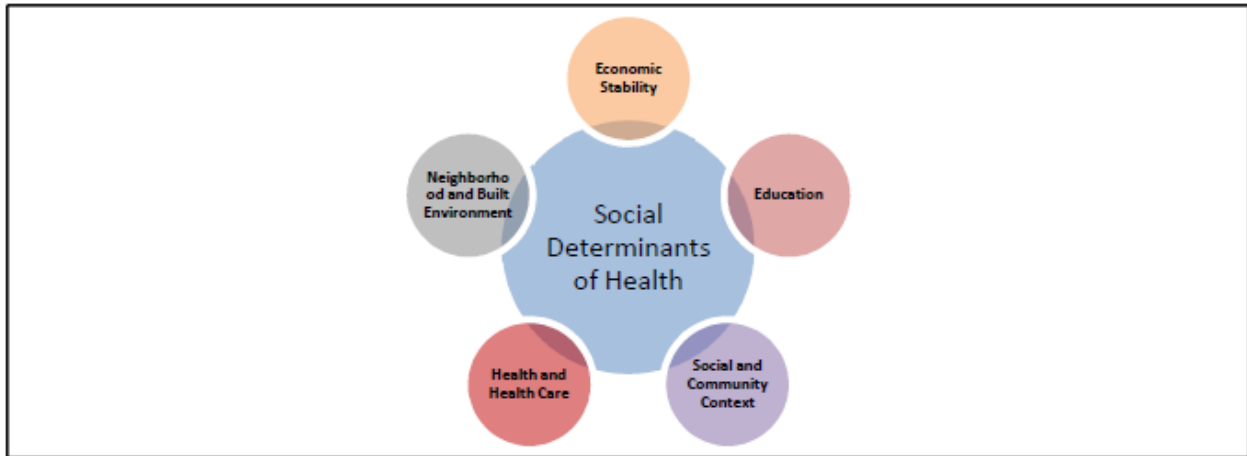 Economic
Stability
Neighborho
od and Built
Environment
Education
Social
Determinants
of Health
Health and
Health Care
Social and
Community
Context